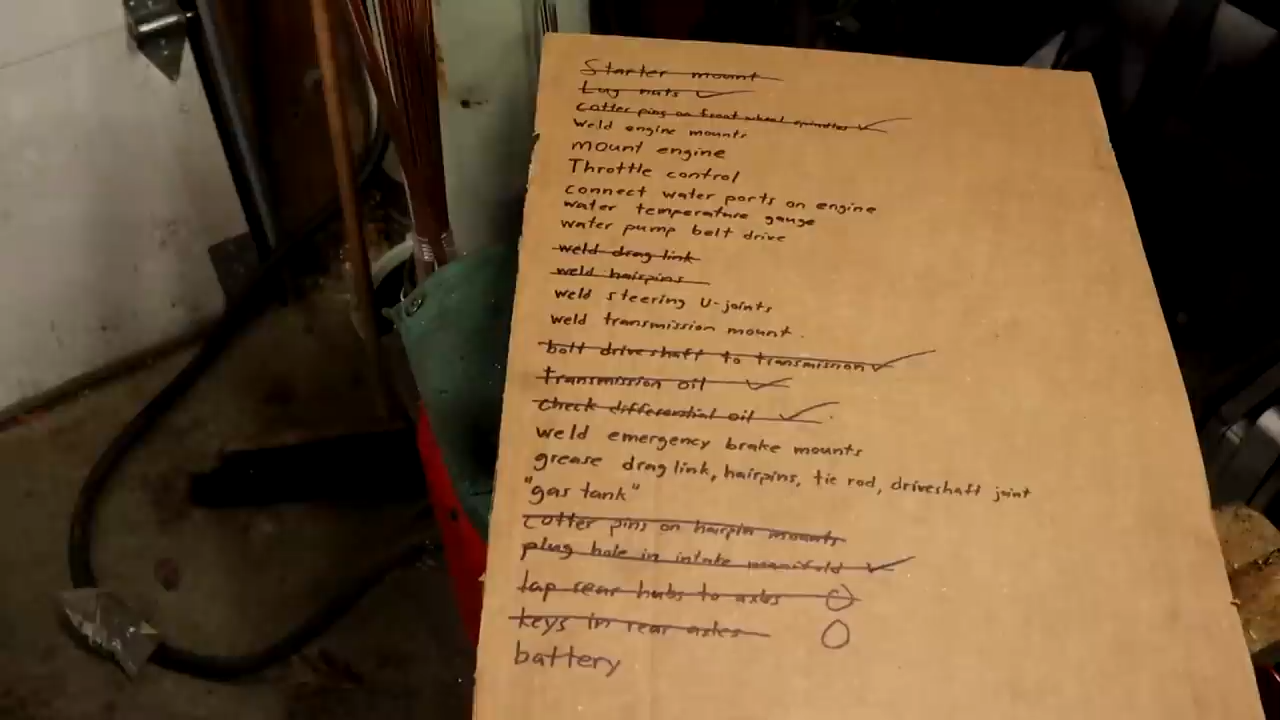 Starter mount
Lug nuts
cotter pins on front wheel spindles
weld engine mounts
mount engine
Throttle control
connect water ports on engine
water temperature gauge
water pump belt drive
weld drag link
weld hairpins
weld steering U-joints
weld transmission mount
bolt driveshaft to transmission
transmission oil
check differential oil
weld emergency brake mounts
grease drag link, hairpins, tie rod, driveshaft joint
"gas tank"
cotter pins on hairpin mounts
plug hole in intake manifold
tap rear hubs to axles
keys in rear axles
battery